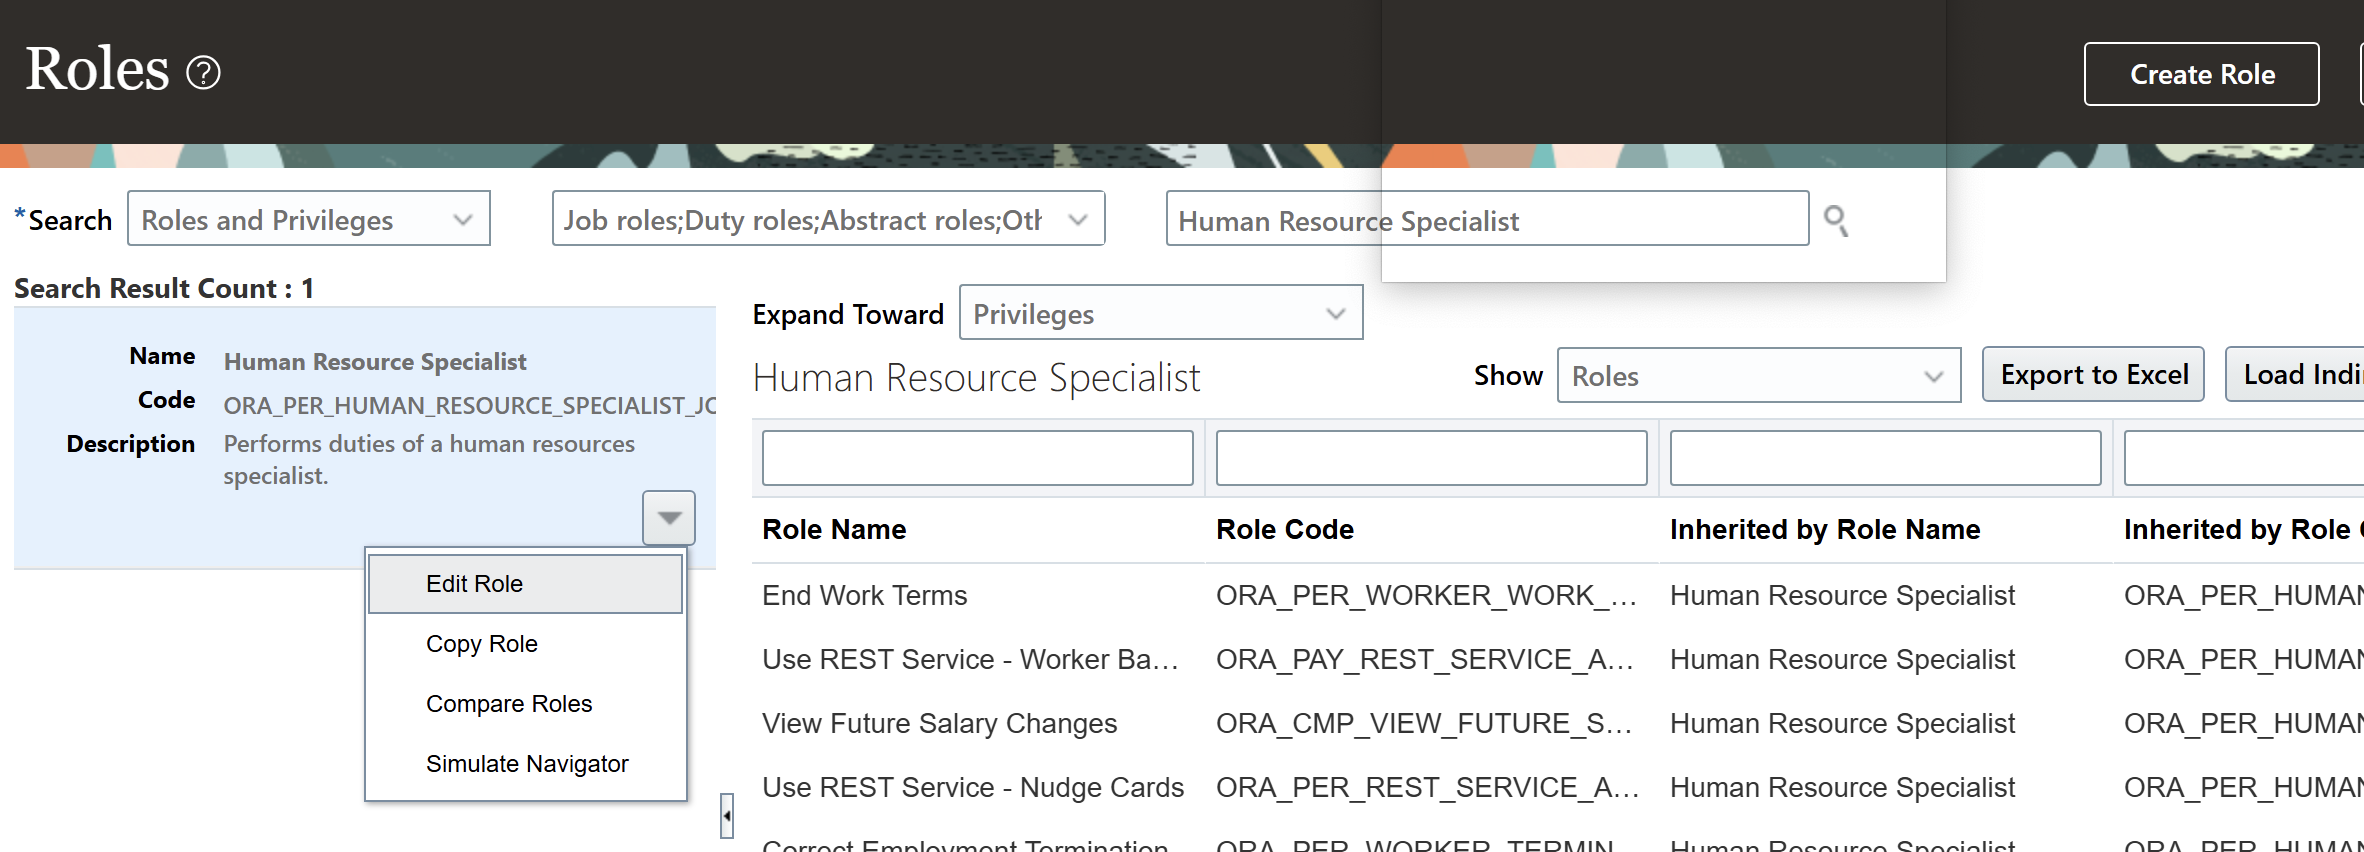 Roles ?
Create Role
*Search Roles and Privileges Job roles;Duty roles;Abstract roles;Oth Human Resource Specialist
Search Result Count : 1
Expand Toward Privileges
Name Human Resource Specialist
Code ORA_PER_HUMAN_RESOURCE_SPECIALIST_JO
Description Performs duties of a human resources
specialist.
Edit Role
Copy Role
Compare Roles
Simulate Navigator
Human Resource Specialist Show Roles Export to Excel Load Indi
Role Name Role Code Inherited by Role Name Inherited by Role C
End Work Terms ORA_PER_WORKER_WORK_... Human Resource Specialist ORA_PER_HUMAN
Use REST Service - Worker Ba... ORA_PAY_REST_SERVICE_A... Human Resource Specialist ORA_PER_HUMAN
View Future Salary Changes ORA_CMP_VIEW_FUTURE_S... Human Resource Specialist ORA_PER_HUMAN
Use REST Service - Nudge Cards ORA_PER_REST_SERVICE_A... Human Resource Specialist ORA_PER_HUMAN
Correct Employment Termination ORA_PER_WORKER_TERMIN Human Resource Specialist ORA_PER_HUMAN